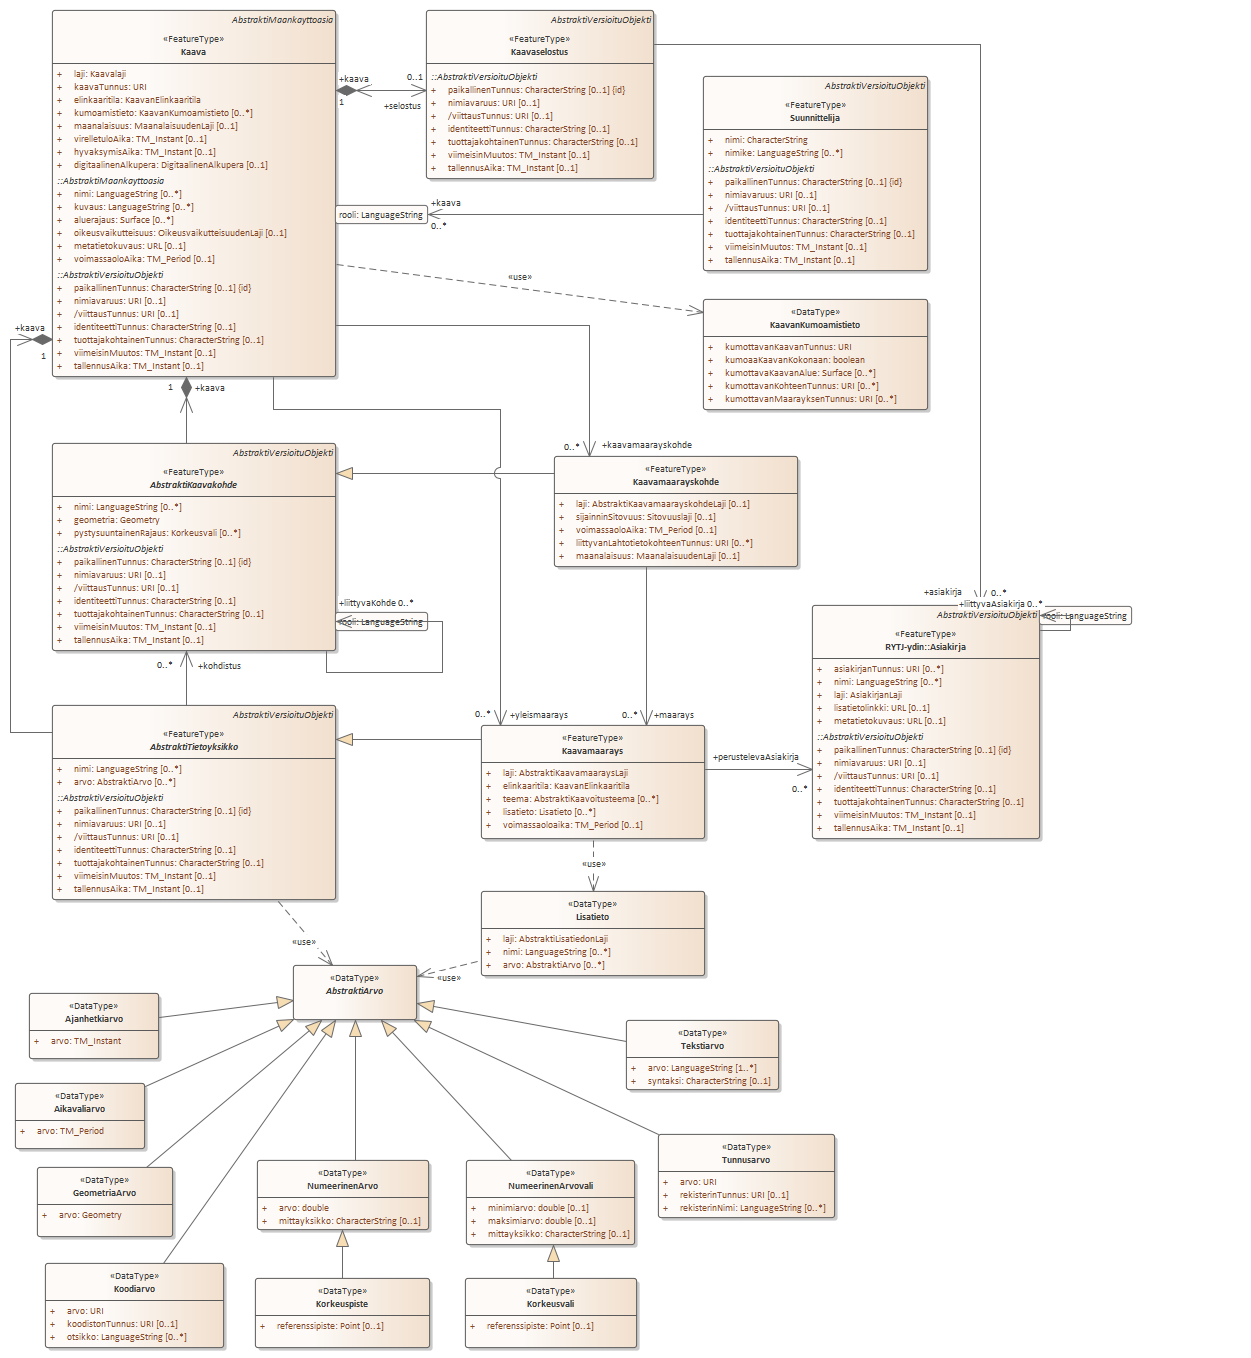 AbstraktiMaankayttoasia
«FeatureType»
Kaava
+ laji: Kaavalaji
+ kaavaTunnus: URI
+ elinkaaritila: KaavanElinkaaritila
+ kumoamistieto: KaavanKumoamistieto [0..*]
+ maanalaisuus: MaanalaisuudenLaji [0..1]
+ vireilletuloAika: TM_Instant [0..1]
+ hyvaksymisAika: TM_Instant [0..1]
+ digitaalinenAlkupera: DigitaalinenAlkupera [0..1]
::AbstraktiMaankayttoasia
+ nimi: LanguageString [0..*]
+ kuvaus: LanguageString [0..*]
+ aluerajaus: Surface [0..*]
+ oikeusvaikutteisuus: OikeusvaikutteisuudenLaji [0..1]
+ metatietokuvaus: URL [0..1]
+ voimassaoloAika: TM_Period [0..1]
::AbstraktiVersioituObjekti
+ paikallinenTunnus: CharacterString [0..1] {id}
+ nimiavaruus: URI [0..1]
+ /viittausTunnus: URI [0..1]
+ identiteettiTunnus: CharacterString [0..1]
+ tuottajakohtainenTunnus: CharacterString [0..1]
+ viimeisinMuutos: TM_Instant [0..1]
+ tallennusAika: TM_Instant [0..1]
+kaava
1
0..1
+selostus
AbstraktiVersioituObjekti
«FeatureType»
Kaavaselostus
::AbstraktiVersioituObjekti
+ paikallinenTunnus: CharacterString [0..1] {id}
+ nimiavaruus: URI [0..1]
+ /viittausTunnus: URI [0..1]
+ identiteettiTunnus: CharacterString [0..1]
+ tuottajakohtainenTunnus: CharacterString [0..1]
+ viimeisinMuutos: TM_Instant [0..1]
+ tallennusAika: TM_Instant [0..1]
AbstraktiVersioituObjekti
«FeatureType»
Suunnittelija
+ nimi: CharacterString
+ nimike: LanguageString [0..*]
::AbstraktiVersioituObjekti
+ paikallinenTunnus: CharacterString [0..1] {id}
+ nimiavaruus: URI [0..1]
+ /viittausTunnus: URI [0..1]
+ identiteettiTunnus: CharacterString [0..1]
+ tuottajakohtainenTunnus: CharacterString [0..1]
+ viimeisinMuutos: TM_Instant [0..1]
+ tallennusAika: TM_Instant [0..1]
rooli: LanguageString
+kaava
0..*
«use»
«DataType»
KaavanKumoamistieto
+ kumottavanKaavanTunnus: URI
+ kumoaaKaavanKokonaan: boolean
+ kumottavaKaavanAlue: Surface [0..*]
+ kumottavanKohteenTunnus: URI [0..*]
+ kumottavanMaarayksenTunnus: URI [0..*]
+kaava
1
1
+kaava
AbstraktiVersioituObjekti
«FeatureType»
AbstraktiKaavakohde
+ nimi: LanguageString [0..*]
+ geometria: Geometry
+ pystysuuntainenRajaus: Korkeusvali [0..*]
::AbstraktiVersioituObjekti
+ paikallinenTunnus: CharacterString [0..1] {id}
+ nimiavaruus: URI [0..1]
+ /viittausTunnus: URI [0..1]
+ identiteettiTunnus: CharacterString [0..1]
+ tuottajakohtainenTunnus: CharacterString [0..1]
+ viimeisinMuutos: TM_Instant [0..1]
+ tallennusAika: TM_Instant [0..1]
+liittyvaKohde 0..*
rooli: LanguageString
0..*
+kaavamaarayskohde
«FeatureType»
Kaavamaarayskohde
+ laji: AbstraktiKaavamaarayskohdeLaji [0..1]
+ sijainninSitovuus: Sitovuuslaji [0..1]
+ voimassaoloAika: TM_Period [0..1]
+ liittyvanLahtotietokohteenTunnus: URI [0..*]
+ maanalaisuus: MaanalaisuudenLaji [0..1]
+asiakirja
0..*
+liittyvaAsiakirja 0..*
rooli: LanguageString
AbstraktiVersioituObjekti
«FeatureType»
RYTJ-ydin::Asiakirja
+ asiakirjanTunnus: URI [0..*]
+ nimi: LanguageString [0..*]
+ laji: AsiakirjanLaji
+ lisatietolinkki: URL [0..1]
+ metatietokuvaus: URL [0..1]
::AbstraktiVersioituObjekti
+ paikallinenTunnus: CharacterString [0..1] {id}
+ nimiavaruus: URI [0..1]
+ /viittausTunnus: URI [0..1]
+ identiteettiTunnus: CharacterString [0..1]
+ tuottajakohtainenTunnus: CharacterString [0..1]
+ viimeisinMuutos: TM_Instant [0..1]
+ tallennusAika: TM_Instant [0..1]
0..*
+kohdistus
AbstraktiVersioituObjekti
«FeatureType»
AbstraktiTietoyksikko
+ nimi: LanguageString [0..*]
+ arvo: AbstraktiArvo [0..*]
::AbstraktiVersioituObjekti
+ paikallinenTunnus: CharacterString [0..1] {id}
+ nimiavaruus: URI [0..1]
+ /viittausTunnus: URI [0..1]
+ identiteettiTunnus: CharacterString [0..1]
+ tuottajakohtainenTunnus: CharacterString [0..1]
+ viimeisinMuutos: TM_Instant [0..1]
+ tallennusAika: TM_Instant [0..1]
0..*
+yleismaarays
0..*
+maarays
«FeatureType»
Kaavamaarays
+ laji: AbstraktiKaavamaaraysLaji
+ elinkaaritila: KaavanElinkaaritila
+ teema: AbstraktiKaavoitusteema [0..*]
+ lisatieto: Lisatieto [0..*]
+ voimassaoloaika: TM_Period [0..1]
+perustelevaAsiakirja
0..*
«use»
«DataType»
Lisatieto
+ laji: AbstraktiLisatiedonLaji
+ nimi: LanguageString [0..*]
+ arvo: AbstraktiArvo [0..*]
«use»
«use»
«DataType»
AbstraktiArvo
«DataType»
Ajanhetkiarvo
+ arvo: TM_Instant
«DataType»
Tekstiarvo
+ arvo: LanguageString [1..*]
+ syntaksi: CharacterString [0..1]
«DataType»
Aikavaliarvo
+ arvo: TM_Period
«DataType»
Tunnusarvo
+ arvo: URI
+ rekisterinTunnus: URI [0..1]
+ rekisterinNimi: LanguageString [0..*]
«DataType»
GeometriaArvo
+ arvo: Geometry
«DataType»
NumeerinenArvo
+ arvo: double
+ mittayksikko: CharacterString [0..1]
«DataType»
NumeerinenArvovali
+ minimiarvo: double [0..1]
+ maksimiarvo: double [0..1]
+ mittayksikko: CharacterString [0..1]
«DataType»
Koodiarvo
+ arvo: URI
+ koodistonTunnus: URI [0..1]
+ otsikko: LanguageString [0..*]
«DataType»
Korkeuspiste
+ referenssipiste: Point [0..1]
«DataType»
Korkeusvali
+ referenssipiste: Point [0..1]